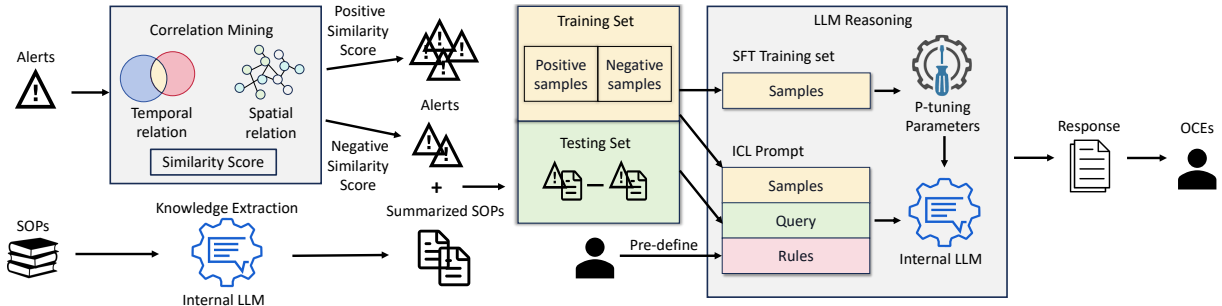 Alerts
Correlation Mining
Temporal
relation
Spatial
relation
Similarity Score
Positive
Similarity
Score
Negative
Similarity
Score
Alerts
+
Summarized SOPs
SOPs
Knowledge Extraction
Internal LLM
Training Set
Positive
samples
Negative
samples
Testing Set
Pre-define
LLM Reasoning
SFT Training set
Samples
P-tuning
Parameters
ICL Prompt
Samples
Query
Rules
Internal LLM
Response
OCEs